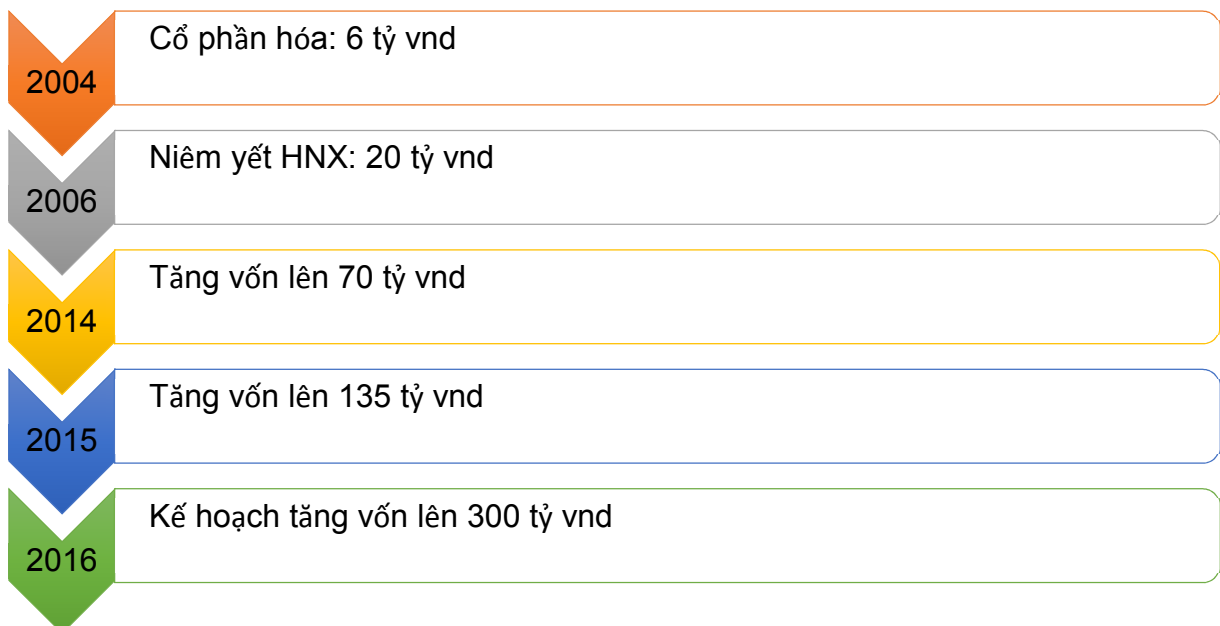 2004
Cổ phần hóa: 6 tỷ vnd
2006
Niêm yết HNX: 20 tỷ vnd
2014
Tăng vốn lên 70 tỷ vnd
2015
Tăng vốn lên 135 tỷ vnd
2016
Kế hoạch tăng vốn lên 300 tỷ vnd